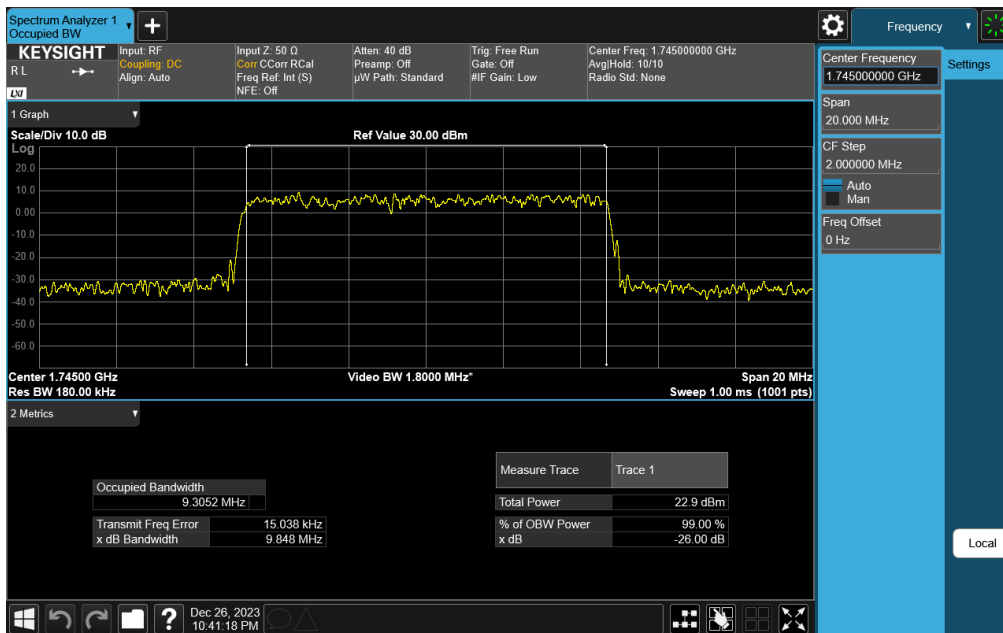 Spectrum Analyzer 1
Occupied BW
Frequency
KEYSIGHT
R L
LXI
Input: RF
Coupling: DC
Align: Auto
Input Z: 50 Ω
Corr CCorr RCal
Freq Ref: Int (S)
NFE: Off
Atten: 40 dB
Preamp: Off
µW Path: Standard
Trig: Free Run
Gate: Off
#IF Gain: Low
Center Freq: 1.745000000 GHz
Avg|Hold: 10/10
Radio Std: None
Center Frequency
1.745000000 GHz
Settings
Span
20.000 MHz
CF Step
2.000000 MHz
Auto
Man
Freq Offset
0 Hz
Local
1 Graph
Scale/Div 10.0 dB
Ref Value 30.00 dBm
Log
20.0
10.0
0.00
-10.0
-20.0
-30.0
-40.0
-50.0
-60.0
Center 1.74500 GHz
Video BW 1.8000 MHz*
Span 20 MHz
Res BW 180.00 kHz
Sweep 1.00 ms (1001 pts)
2 Metrics
Measure Trace
Trace 1
Occupied Bandwidth
9.3052 MHz
Total Power
22.9 dBm
Transmit Freq Error
15.038 kHz
% of OBW Power
99.00 %
x dB Bandwidth
9.848 MHz
x dB
-26.00 dB
?
Dec 26, 2023
10:41:18 PM